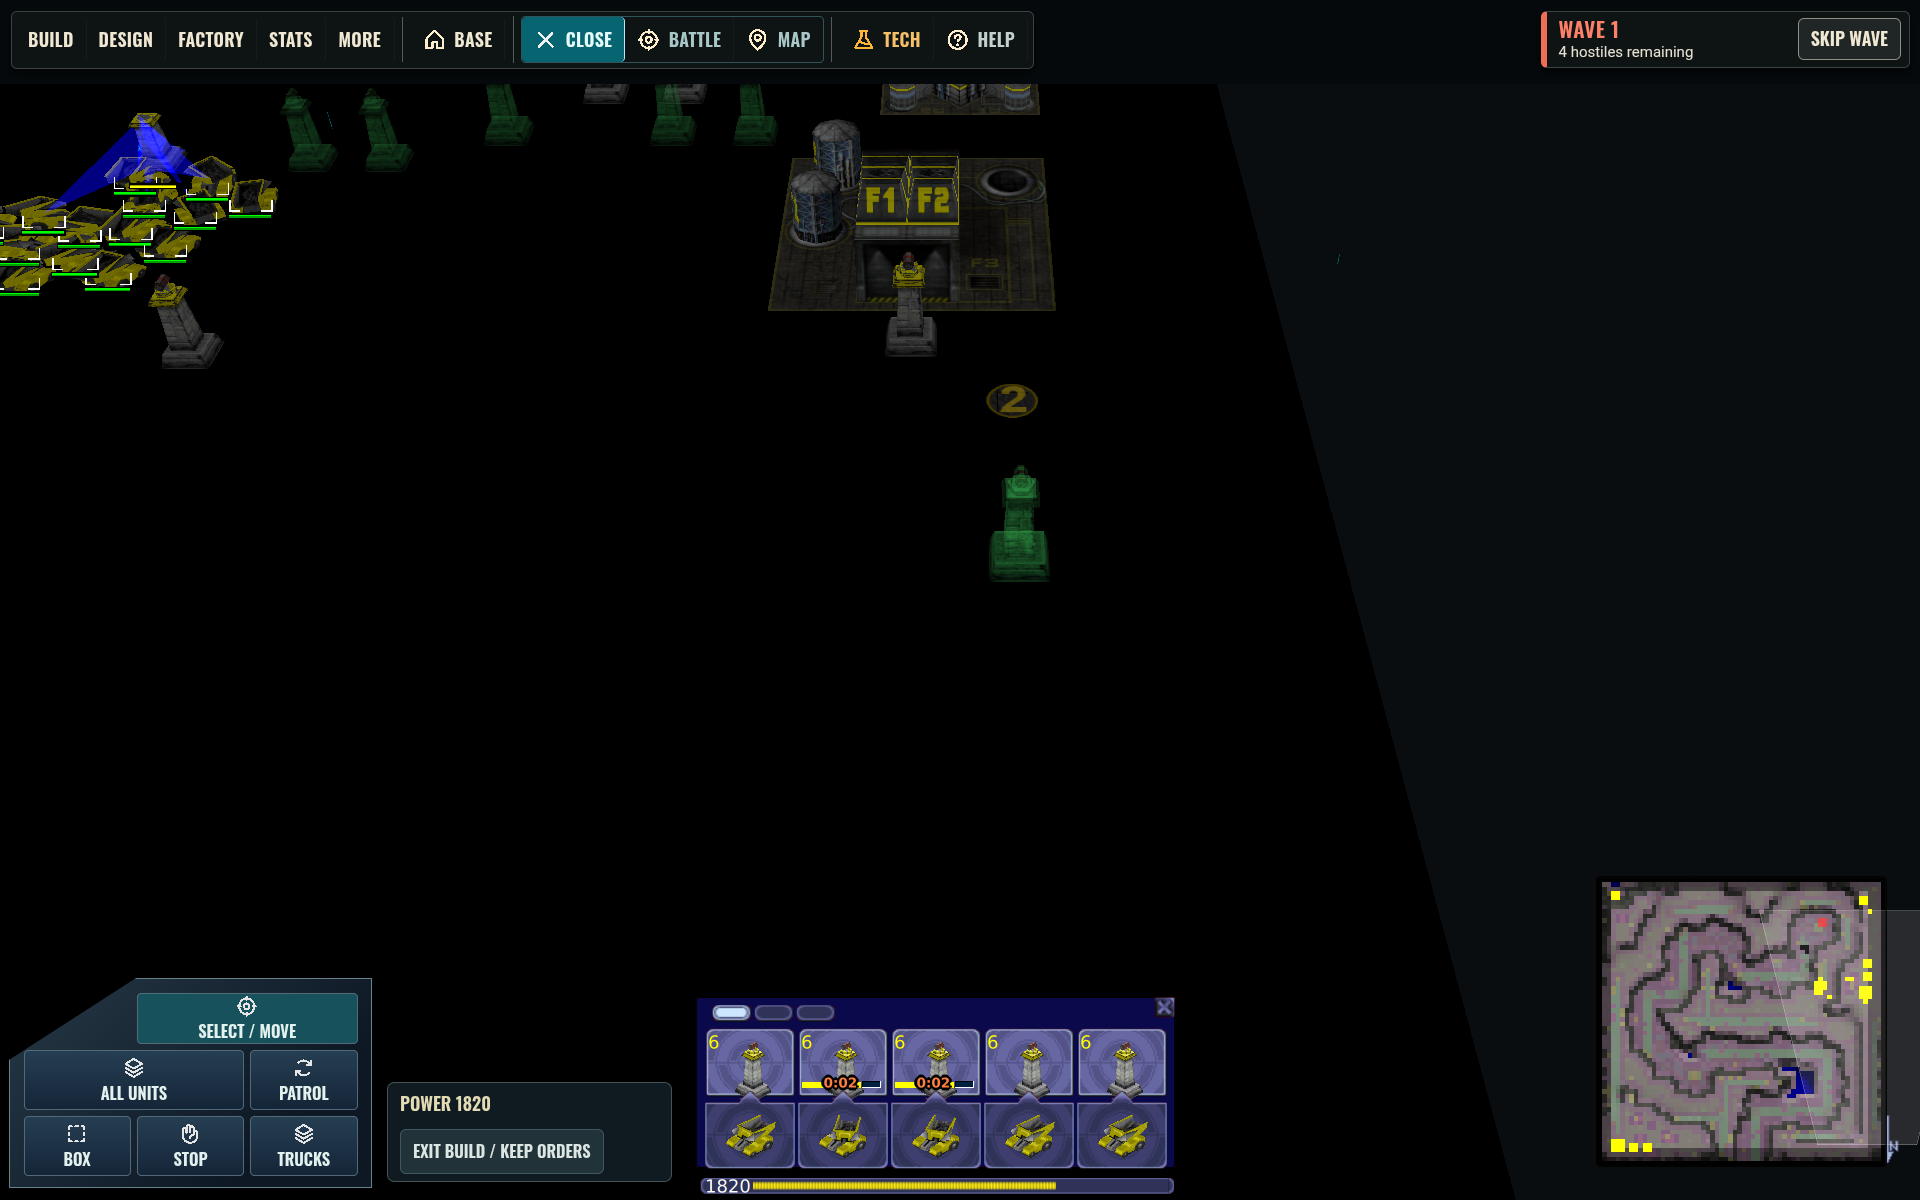 BUILD DESIGN FACTORY STATS MORE BASE CLOSE BATTLE MAP TECH HELP
WAVE 1
4 hostiles remaining
SKIP WAVE
F1 F2
F3
2
SELECT / MOVE
ALL UNITS PATROL
BOX STOP TRUCKS
POWER 1820
EXIT BUILD / KEEP ORDERS
6 6 6 6 6
0:02 0:02
1820
N